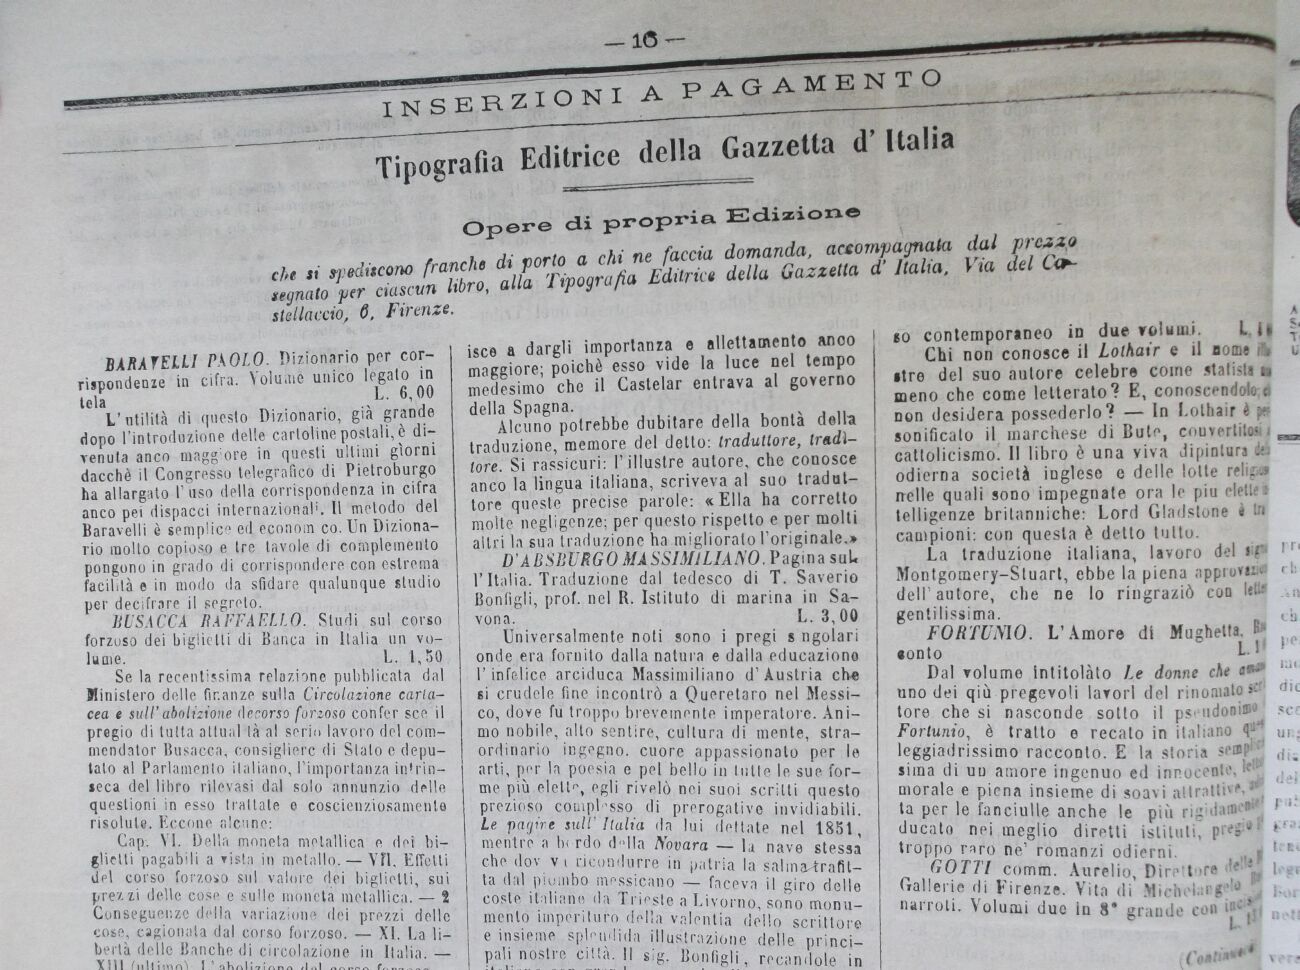 — 16 —
INSERZIONI A PAGAMENTO
Tipografia Editrice della Gazzetta d' Italia
Opere di propria Edizione
che si spediscono franche di porto a chi ne faccia domanda, accompagnata dal prezzo
segnato per ciascun libro, alla Tipografia Editrice della Gazzetta d' Italia, Via del Ca-
stellaccio, 6, Firenze.
BARAVELLI PAOLO. Dizionario per cor-
rispondenze in cifra. Volume unico legato in
tela L. 6,00
L'utilità di questo Dizionario, già grande
dopo l'introduzione delle cartoline postali, è di-
venuta anco maggiore in questi ultimi giorni
dacchè il Congresso telegrafico di Pietroburgo
ha allargato l'uso della corrispondenza in cifra
anco pei dispacci internazionali. Il metodo del
Baravelli è semplice ed econom co. Un Diziona-
rio molto copioso e tre tavole di complemento
pongono in grado di corrispondere con estrema
facilità e in modo da sfidare qualunque studio
per decifrare il segreto.
BUSACCA RAFFAELLO. Studi sul corso
forzoso dei biglietti di Banca in Italia un vo-
lume. L. 1,50
Se la recentissima relazione pubblicata dal
Ministero delle finanze sulla Circolazione carta-
cea e sull'abolizione decorso forzoso confer sce il
pregio di tutta attual tà al serio lavoro del com-
mendator Busacca, consigliere di Stato e depu-
tato al Parlamento italiano, l'importanza intrin-
seca del libro rilevasi dal solo annunzio delle
questioni in esso trattate e coscienziosamente
risolute. Eccone alcune:
Cap. VI. Della moneta metallica e dei bi-
glietti pagabili a vista in metallo. — VII. Effetti
del corso forzoso sul valore dei biglietti, sui
prezzi delle cose e sulle moneta metallica. — 2
Conseguenze della variazione dei prezzi delle
cose, cagionata dal corso forzoso. — XI. La li-
bertà delle Banche di circolazione in Italia. —
XIII (ultimo). L'abolizione del corso forzoso
isce a dargli importanza e allettamento anco
maggiore; poichè esso vide la luce nel tempo
medesimo che il Castelar entrava al governo
della Spagna.
Alcuno potrebbe dubitare della bontà della
traduzione, memore del detto: traduttore, tradi-
tore. Si rassicuri: l'illustre autore, che conosce
anco la lingua italiana, scriveva al suo tradut-
tore queste precise parole: «Ella ha corretto
molte negligenze; per questo rispetto e per molti
altri la sua traduzione ha migliorato l'originale.»
D'ABSBURGO MASSIMILIANO. Pagina sul-
l'Italia. Traduzione dal tedesco di T. Saverio
Bonfigli, prof. nel R. Istituto di marina in Sa-
vona. L. 3,00
Universalmente noti sono i pregi s ngolari
onde era fornito dalla natura e dalla educazione
l'infelice arciduca Massimiliano d'Austria che
si crudele fine incontrò a Queretaro nel Messi-
co, dove fu troppo brevemente imperatore. Ani-
mo nobile, alto sentire, cultura di mente, stra-
ordinario ingegno, cuore appassionato per le
arti, per la poesia e pel bello in tutte le sue for-
me più elette, egli rivelò nei suoi scritti questo
prezioso complesso di prerogative invidiabili.
Le pagire sull'Italia da lui dettate nel 1851,
mentre a bordo della Novara — la nave stessa
che dov v i ricondurre in patria la salma trafit-
ta dal piombo messicano — faceva il giro delle
coste italiane da Trieste a Livorno, sono monu-
mento imperituro della valentia dello scrittore
e insieme splendida illustrazione delle princi-
pali nostre città. Il sig. Bonfigli, recandole in
so contemporaneo in due volumi. L.
Chi non conosce il Lothair e il nome
stre del suo autore celebre come statista
meno che come letterato? E, conoscendolo,
non desidera possederlo? — In Lothair è
sonificato il marchese di Bute, convertitosi
cattolicismo. Il libro è una viva dipintura
odierna società inglese e delle lotte
nelle quali sono impegnate ora le piu elette
telligenze britanniche: Lord Gladstone è
campioni: con questa è detto tutto.
La traduzione italiana, lavoro del
Montgomery-Stuart, ebbe la piena
dell'autore, che ne lo ringraziò con
gentilissima.
FORTUNIO. L'Amore di Mughetta.
conto L.
Dal volume intitolàto Le donne che
uno dei qiù pregevoli lavorl del rinomato
tore che si nasconde sotto il pseudonimo
Fortunio, è tratto e recato in italiano
leggiadrissimo racconto. E la storia
sima di un amore ingenuo ed innocente,
morale e piena insieme di soavi attrattive,
ta per le fanciulle anche le più
ducato nei meglio diretti istituti, pregio
troppo raro ne' romanzi odierni.
GOTTI comm. Aurelio, Direttore delle
Gallerie di Firenze. Vita di Michelangelo
narroti. Volumi due in 8° grande con
L.